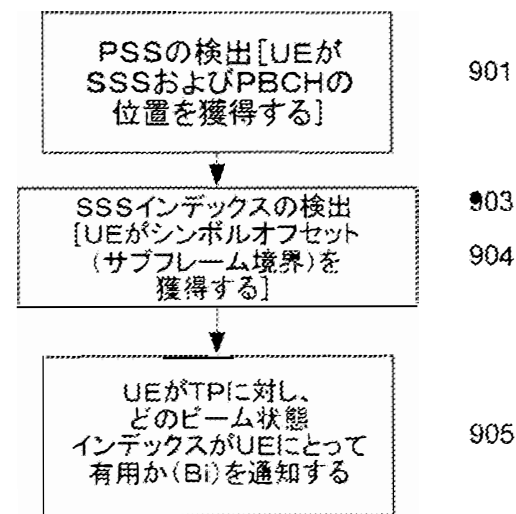 PSSの検出[UEが
SSSおよびPBCHの
位置を獲得する]
901
SSSインデックスの検出
[UEがシンボルオフセット
(サブフレーム境界)を
獲得する]
903
904
UEがTPに対し、
どのビーム状態
インデックスがUEにとって
有用か(Bi)を通知する
905